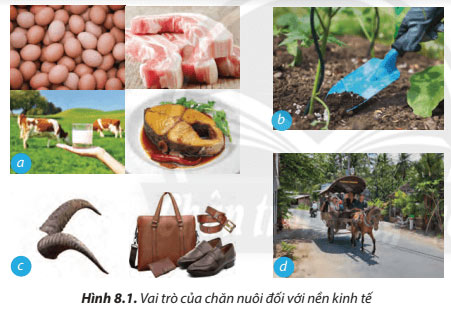 a
b
c
d
Hình 8.1. Vai trò của chăn nuôi đối với nền kinh tế